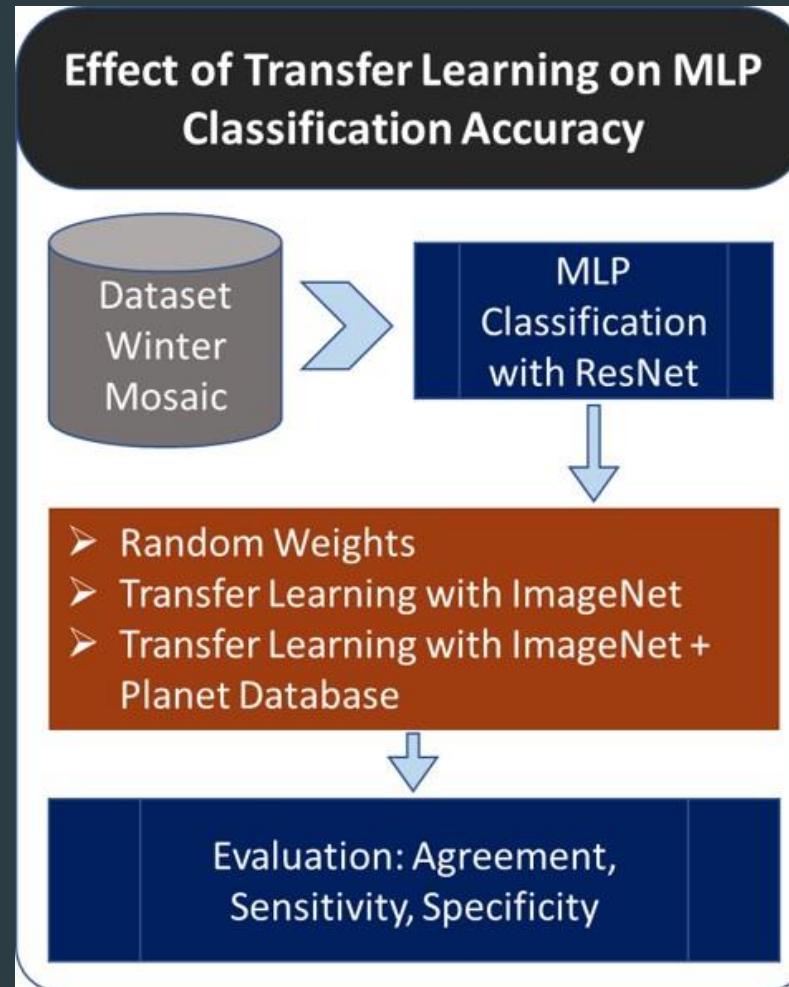 Effect of Transfer Learning on MLP
Classification Accuracy
Dataset
Winter
Mosaic
MLP
Classification
with ResNet
➢ Random Weights
➢ Transfer Learning with ImageNet
➢ Transfer Learning with ImageNet +
Planet Database
Evaluation: Agreement,
Sensitivity, Specificity